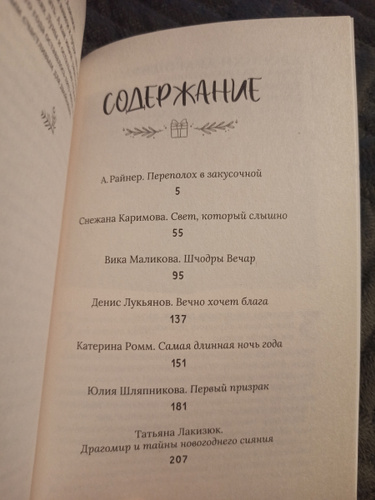 СОДЕРЖАНИЕ
А. Райнер. Переполох в закусочной
5
Снежана Каримова. Свет, который слышно
55
Вика Маликова. Шчодры Вечар
95
Денис Лукьянов. Вечно хочет блага
137
Катерина Ромм. Самая длинная ночь года
151
Юлия Шляпникова. Первый призрак
181
Татьяна Лакизюк.
Драгомир и тайны новогоднего сияния
207